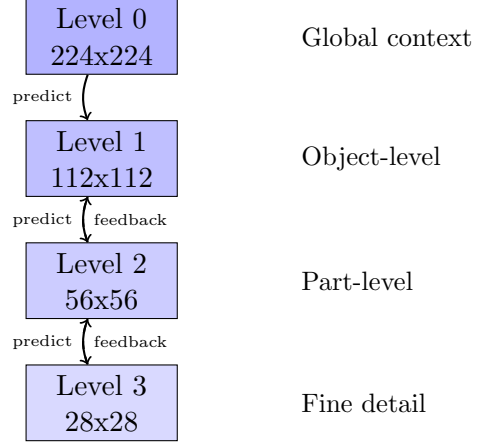 Level 0
224x224
Global context
predict
Level 1
112x112
Object-level
predict
feedback
Level 2
56x56
Part-level
predict
feedback
Level 3
28x28
Fine detail